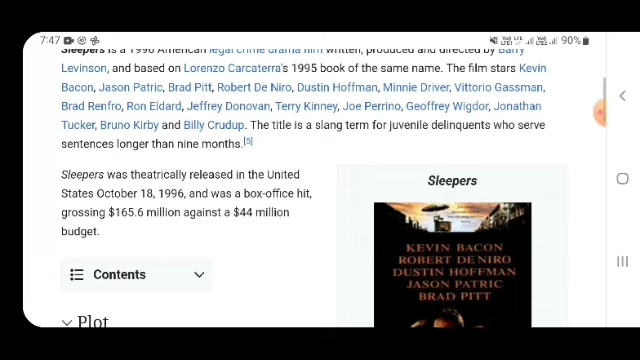 7:47
90%
Sleepers is a 1996 American legal crime drama film written, produced and directed by Barry
Levinson, and based on Lorenzo Carcaterra's 1995 book of the same name. The film stars Kevin
Bacon, Jason Patric, Brad Pitt, Robert De Niro, Dustin Hoffman, Minnie Driver, Vittorio Gassman,
Brad Renfro, Ron Eldard, Jeffrey Donovan, Terry Kinney, Joe Perrino, Geoffrey Wigdor, Jonathan
Tucker, Bruno Kirby and Billy Crudup. The title is a slang term for juvenile delinquents who serve
sentences longer than nine months.[5]
Sleepers was theatrically released in the United
States October 18, 1996, and was a box-office hit,
grossing $165.6 million against a $44 million
budget.
Contents
Plot
Sleepers
KEVIN BACON
ROBERT DE NIRO
DUSTIN HOFFMAN
JASON PATRIC
BRAD PITT